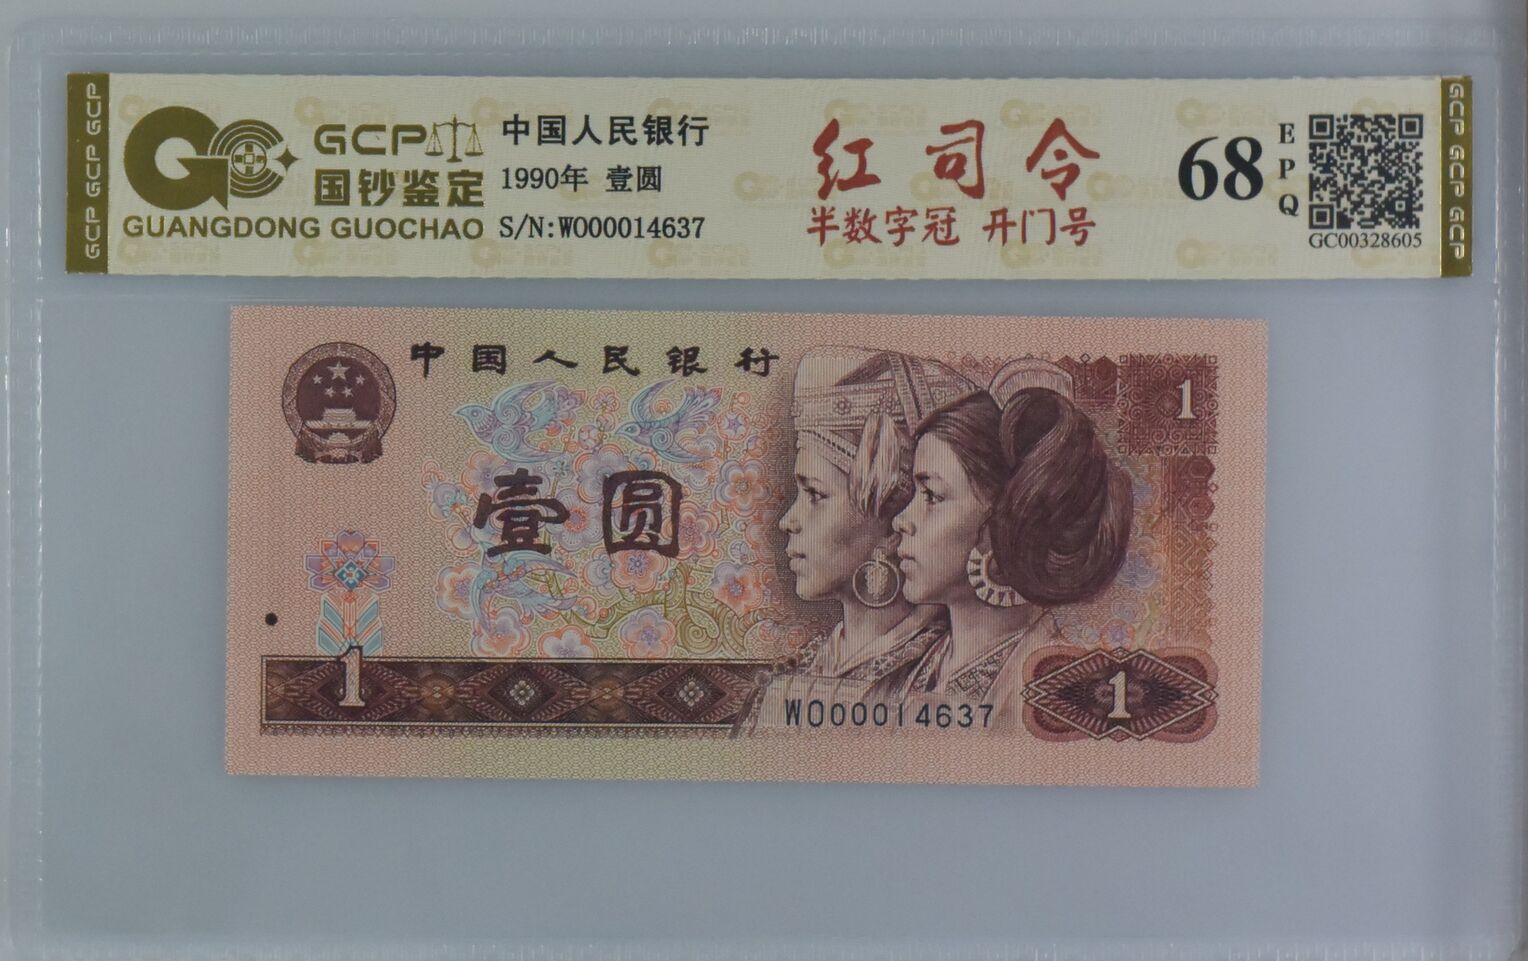 GCP GCP GCP
GCP
国钞鉴定
GUANGDONG GUOCHAO
中国人民银行
1990年 壹圆
S/N:W000014637
红司令
半数字冠 开门号
68
EPQ
GC00328605
GCP GCP GCP
中国人民银行
1
壹圆
1
W000014637
1